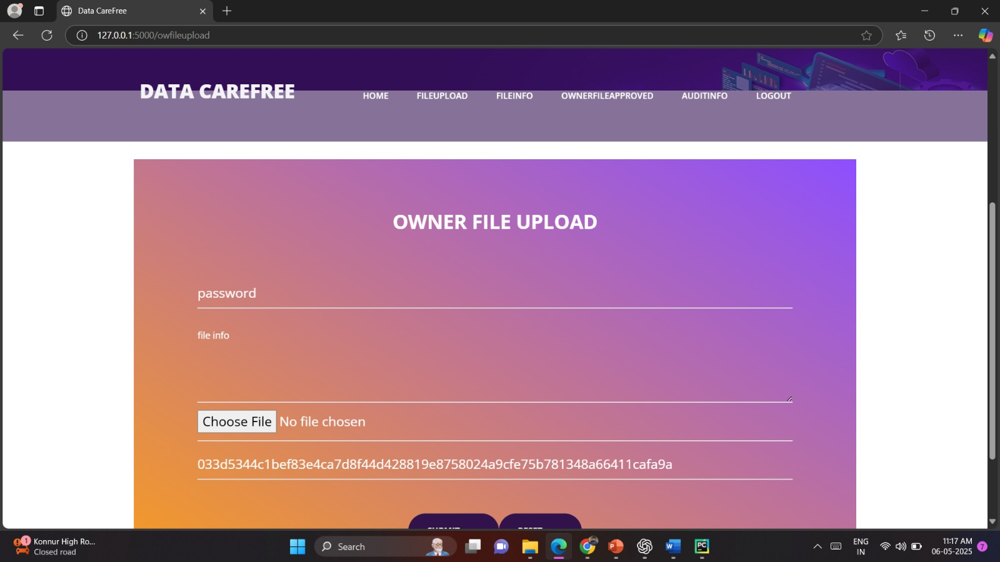 Data CareFree
127.0.0.1:5000/owfileupload
DATA CAREFREE
HOME FILEUPLOAD FILEINFO OWNERFILEAPPROVED AUDITINFO LOGOUT
OWNER FILE UPLOAD
password
file info
Choose File No file chosen
033d5344c1bef83e4ca7d8f44d428819e8758024a9cfe75b781348a66411cafa9a
SUBMIT RESET
1
Konnur High Ro...
Closed road
Search
ENG
IN
11:17 AM
06-05-2025
7